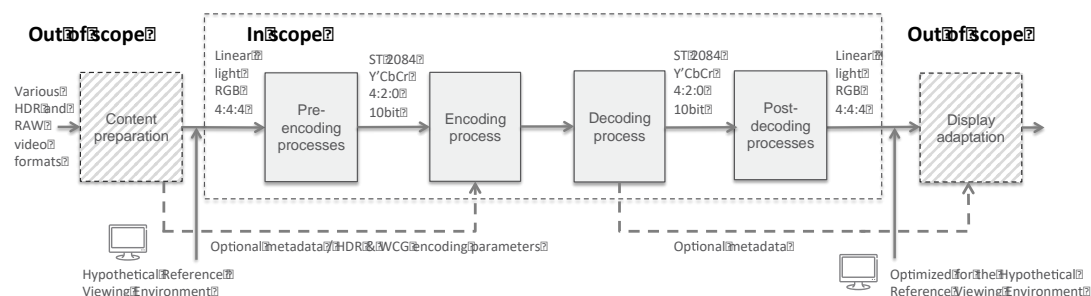 Out of scope
In scope
Out of scope
Various
HDR and
RAW
video
formats
Content
preparation
Linear
light
RGB
4:4:4
Pre-
encoding
processes
ST 2084
Y'CbCr
4:2:0
10bit
Encoding
process
Decoding
process
ST 2084
Y'CbCr
4:2:0
10bit
Post-
decoding
processes
Linear
light
RGB
4:4:4
Display
adaptation
Optional metadata / HDR & WCG encoding parameters
Optional metadata
Hypothetical Reference
Viewing Environment
Optimized for the Hypothetical
Reference Viewing Environment